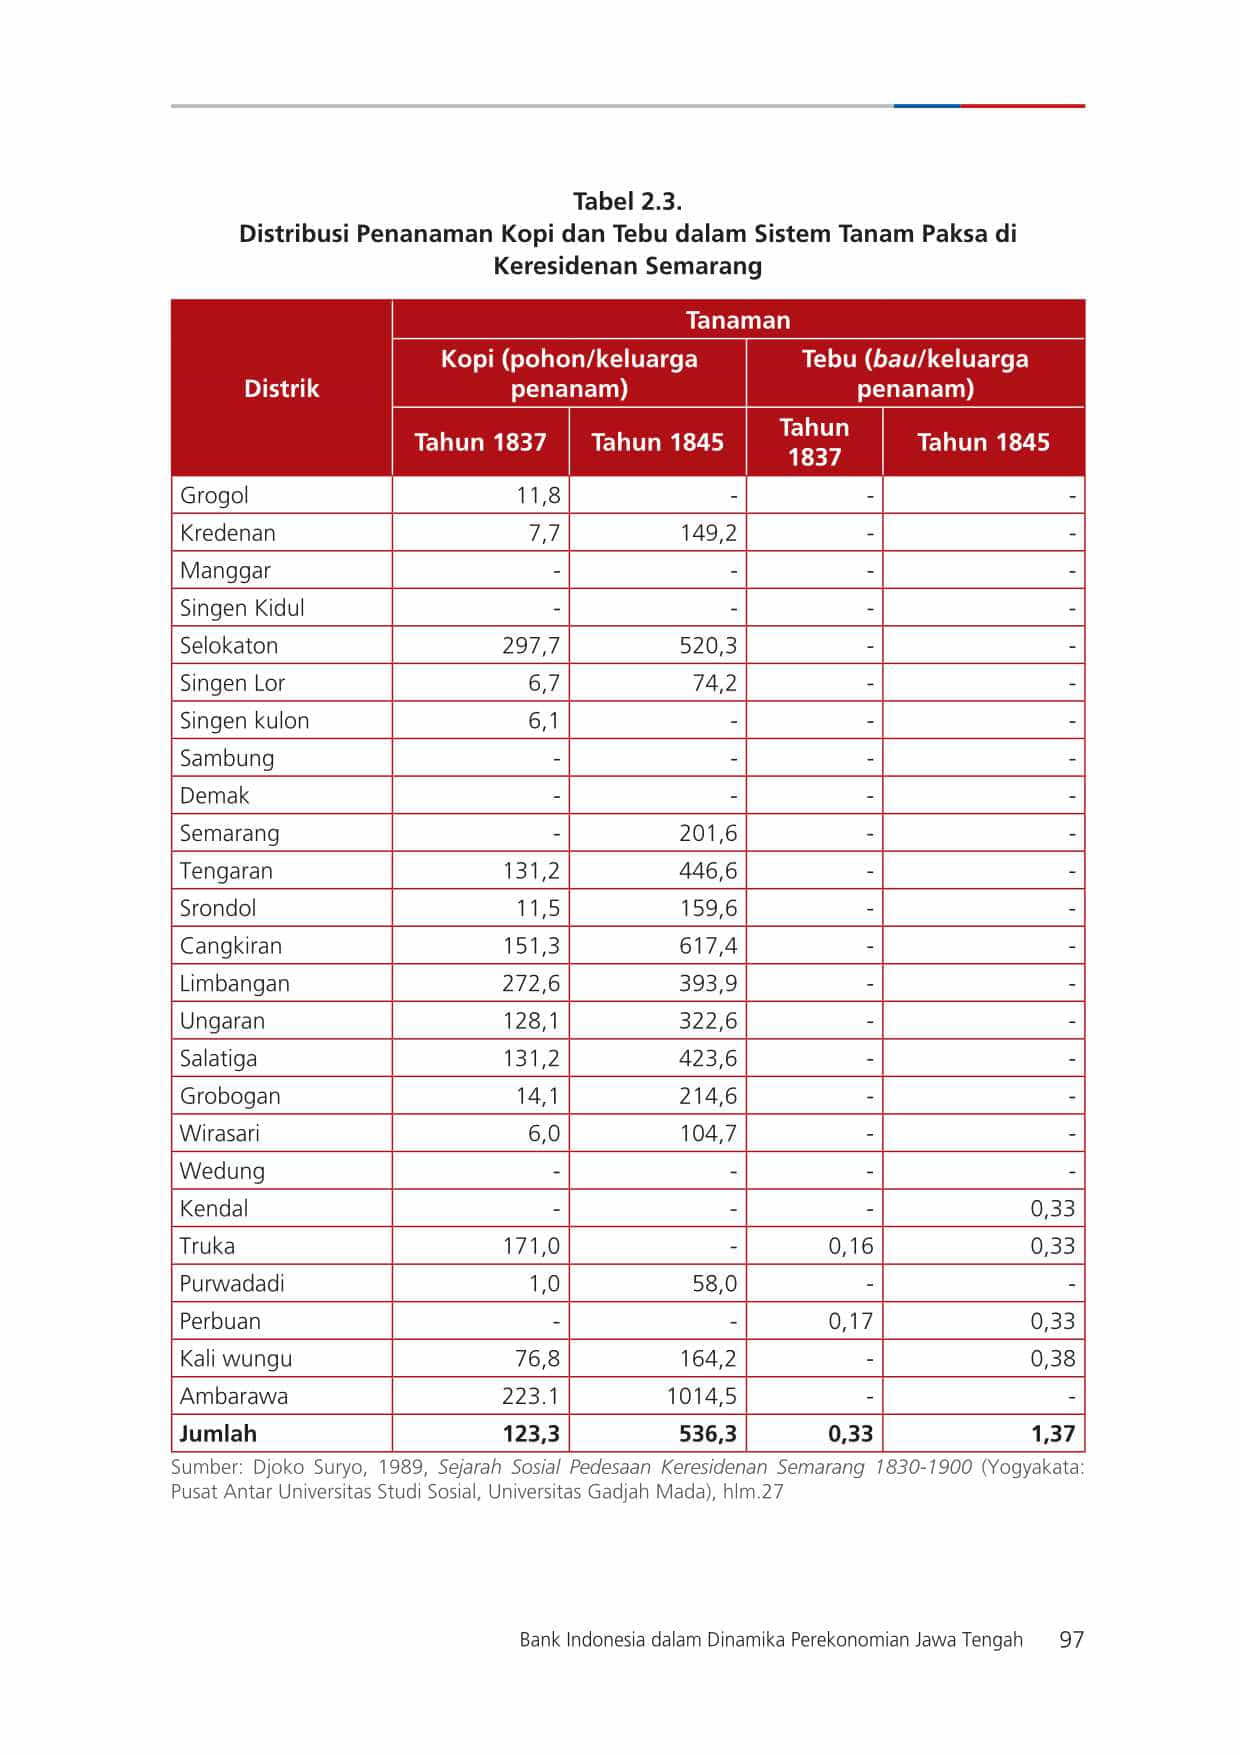 Tabel 2.3.
Distribusi Penanaman Kopi dan Tebu dalam Sistem Tanam Paksa di
Keresidenan Semarang
Distrik
Tanaman
Kopi (pohon/keluarga
penanam)
Tebu (bau/keluarga
penanam)
Tahun 1837
Tahun 1845
Tahun
1837
Tahun 1845
Grogol 11,8 - - -
Kredenan 7,7 149,2 - -
Manggar - - - -
Singen Kidul - - - -
Selokaton 297,7 520,3 - -
Singen Lor 6,7 74,2 - -
Singen kulon 6,1 - - -
Sambung - - - -
Demak - - - -
Semarang - 201,6 - -
Tengaran 131,2 446,6 - -
Srondol 11,5 159,6 - -
Cangkiran 151,3 617,4 - -
Limbangan 272,6 393,9 - -
Ungaran 128,1 322,6 - -
Salatiga 131,2 423,6 - -
Grobogan 14,1 214,6 - -
Wirasari 6,0 104,7 - -
Wedung - - - -
Kendal - - - 0,33
Truka 171,0 - 0,16 0,33
Purwadadi 1,0 58,0 - -
Perbuan - - 0,17 0,33
Kali wungu 76,8 164,2 - 0,38
Ambarawa 223.1 1014,5 - -
Jumlah 123,3 536,3 0,33 1,37
Sumber: Djoko Suryo, 1989, Sejarah Sosial Pedesaan Keresidenan Semarang 1830-1900 (Yogyakarta:
Pusat Antar Universitas Studi Sosial, Universitas Gadjah Mada), hlm.27
Bank Indonesia dalam Dinamika Perekonomian Jawa Tengah 97